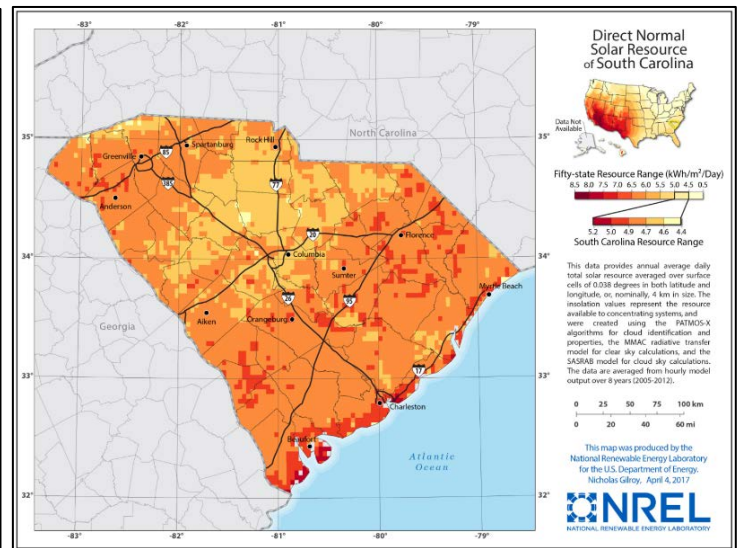 -83° -82° -81° -80° -79°
Direct Normal
Solar Resource
of South Carolina
Data Not
Available
Fifty-state Resource Range (kWh/m²/Day)
8.5 8.0 7.5 7.0 6.5 6.0 5.5 5.0 4.5 0.5
5.2 5.0 4.9 4.7 4.6 4.4
South Carolina Resource Range
This data provides annual average daily
total solar resource averaged over surface
cells of 0.038 degrees in both latitude and
longitude, or, nominally, 4 km in size. The
insolation values represent the resource
available to concentrating systems, and
were created using the PATMOS-X
algorithms for cloud identification and
properties, the MMAC radiative transfer
model for clear sky calculations, and the
SASRAB model for cloud sky calculations.
The data are averaged from hourly model
output over 8 years (2005-2012).
0 25 50 75 100 km
0 20 40 60 mi
This map was produced by the
National Renewable Energy Laboratory
for the U.S. Department of Energy.
Nicholas Gilroy, April 4, 2017
NREL
NATIONAL RENEWABLE ENERGY LABORATORY
35° North Carolina 35°
Rock Hill
Spartanburg
Greenville
85
385
77
Anderson
20
Florence
34° 34°
Columbia
Sumter
Myrtle Beach
26
95
Aiken
Orangeburg
Georgia
33° 33°
17
Charleston
Beaufort
Atlantic
Ocean
32° 32°
-83° -82° -81° -80° -79°